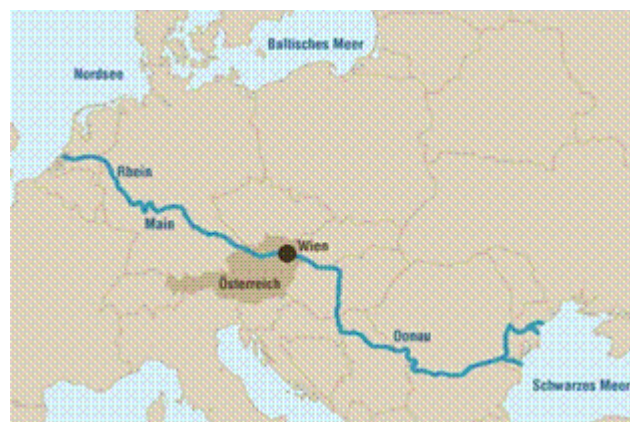 Baltisches Meer
Nordsee
Rhein
Main
Wien
Österreich
Donau
Schwarzes Meer